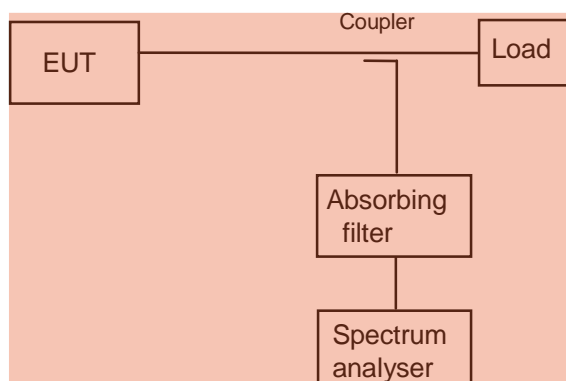 Coupler
EUT
Load
Absorbing
filter
Spectrum
analyser